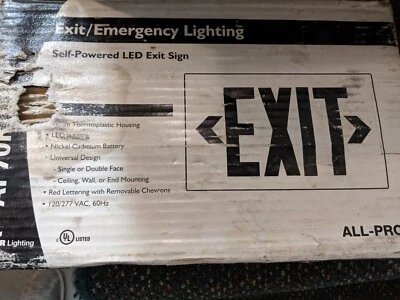 Exit/Emergency Lighting
Self-Powered LED Exit Sign
Thermoplastic Housing
• LED
• Nickel Cadmium Battery
• Universal Design
- Single or Double Face
- Ceiling, Wall, or End Mounting
• Red Lettering with Removable Chevrons
• 120/277 VAC, 60Hz
EXIT
UL LISTED
ALL-PRO
Lighting